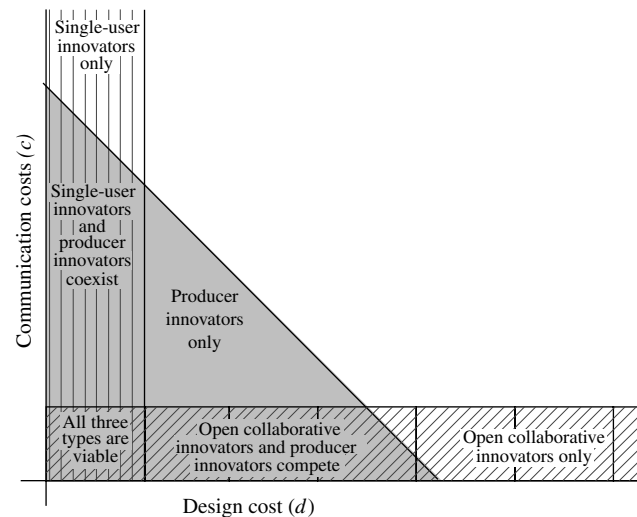 Single-user
innovators
only
Communication costs (c)
Single-user
innovators
and
producer
innovators
coexist
Producer
innovators
only
All three
types are
viable
Open collaborative
innovators and producer
innovators compete
Open collaborative
innovators only
Design cost (d)